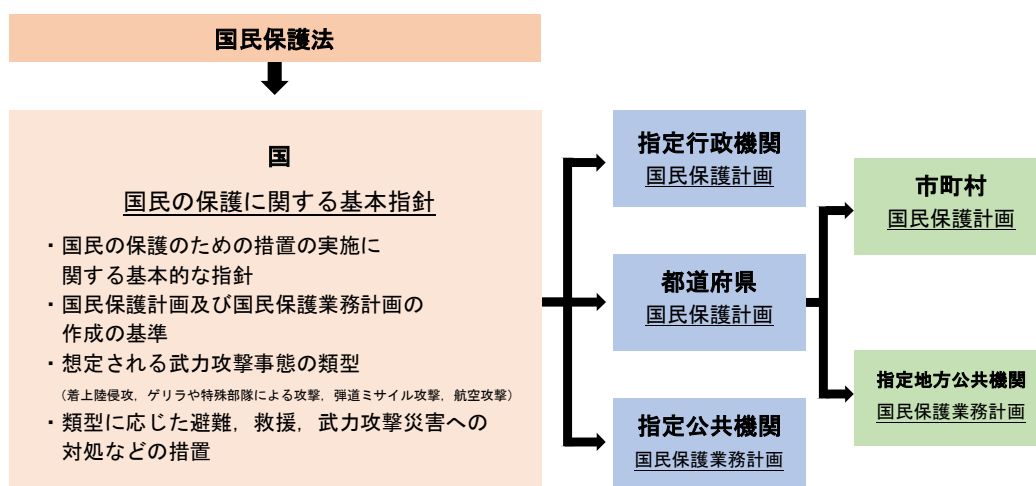 国民保護法
国
国民の保護に関する基本指針
・国民の保護のための措置の実施に
関する基本的な指針
・国民保護計画及び国民保護業務計画の
作成の基準
・想定される武力攻撃事態の類型
（着上陸侵攻，ゲリラや特殊部隊による攻撃，弾道ミサイル攻撃，航空攻撃）
・類型に応じた避難，救援，武力攻撃災害への
対処などの措置
指定行政機関
国民保護計画
都道府県
国民保護計画
指定公共機関
国民保護業務計画
市町村
国民保護計画
指定地方公共機関
国民保護業務計画